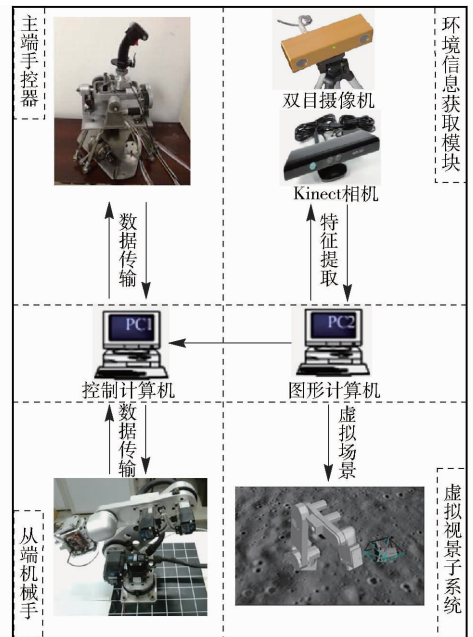 主端手控器
环境信息获取模块
双目摄像机
Kinect相机
数据传输
特征提取
PC1
PC2
控制计算机
图形计算机
数据传输
虚拟场景
从端机械手
虚拟视景子系统